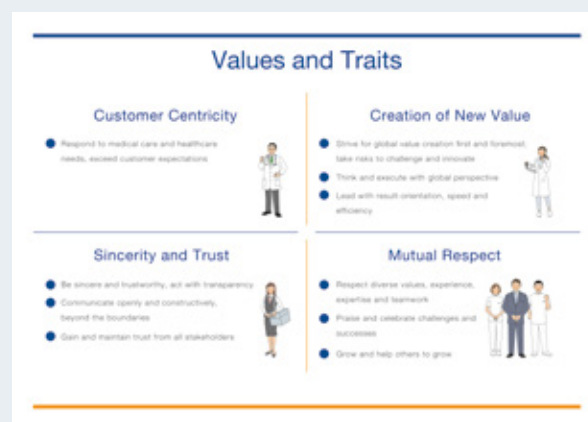 Values and Traits
Customer Centricity
Respond to medical care and healthcare
needs, exceed customer expectations
Creation of New Value
Strive for global value creation first and foremost,
take risks to challenge and innovate
Think and execute with global perspective
Lead with result orientation, speed and
efficiency
Sincerity and Trust
Be sincere and trustworthy, act with transparency
Communicate openly and constructively,
beyond the boundaries
Gain and maintain trust from all stakeholders
Mutual Respect
Respect diverse values, experience,
expertise and teamwork
Praise and celebrate challenges and
successes
Grow and help others to grow